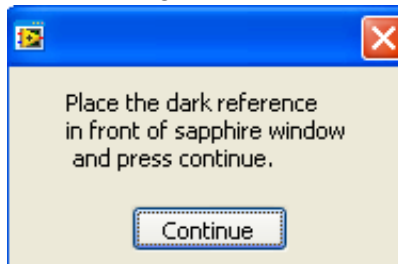 Place the dark reference
in front of sapphire window
and press continue.
Continue